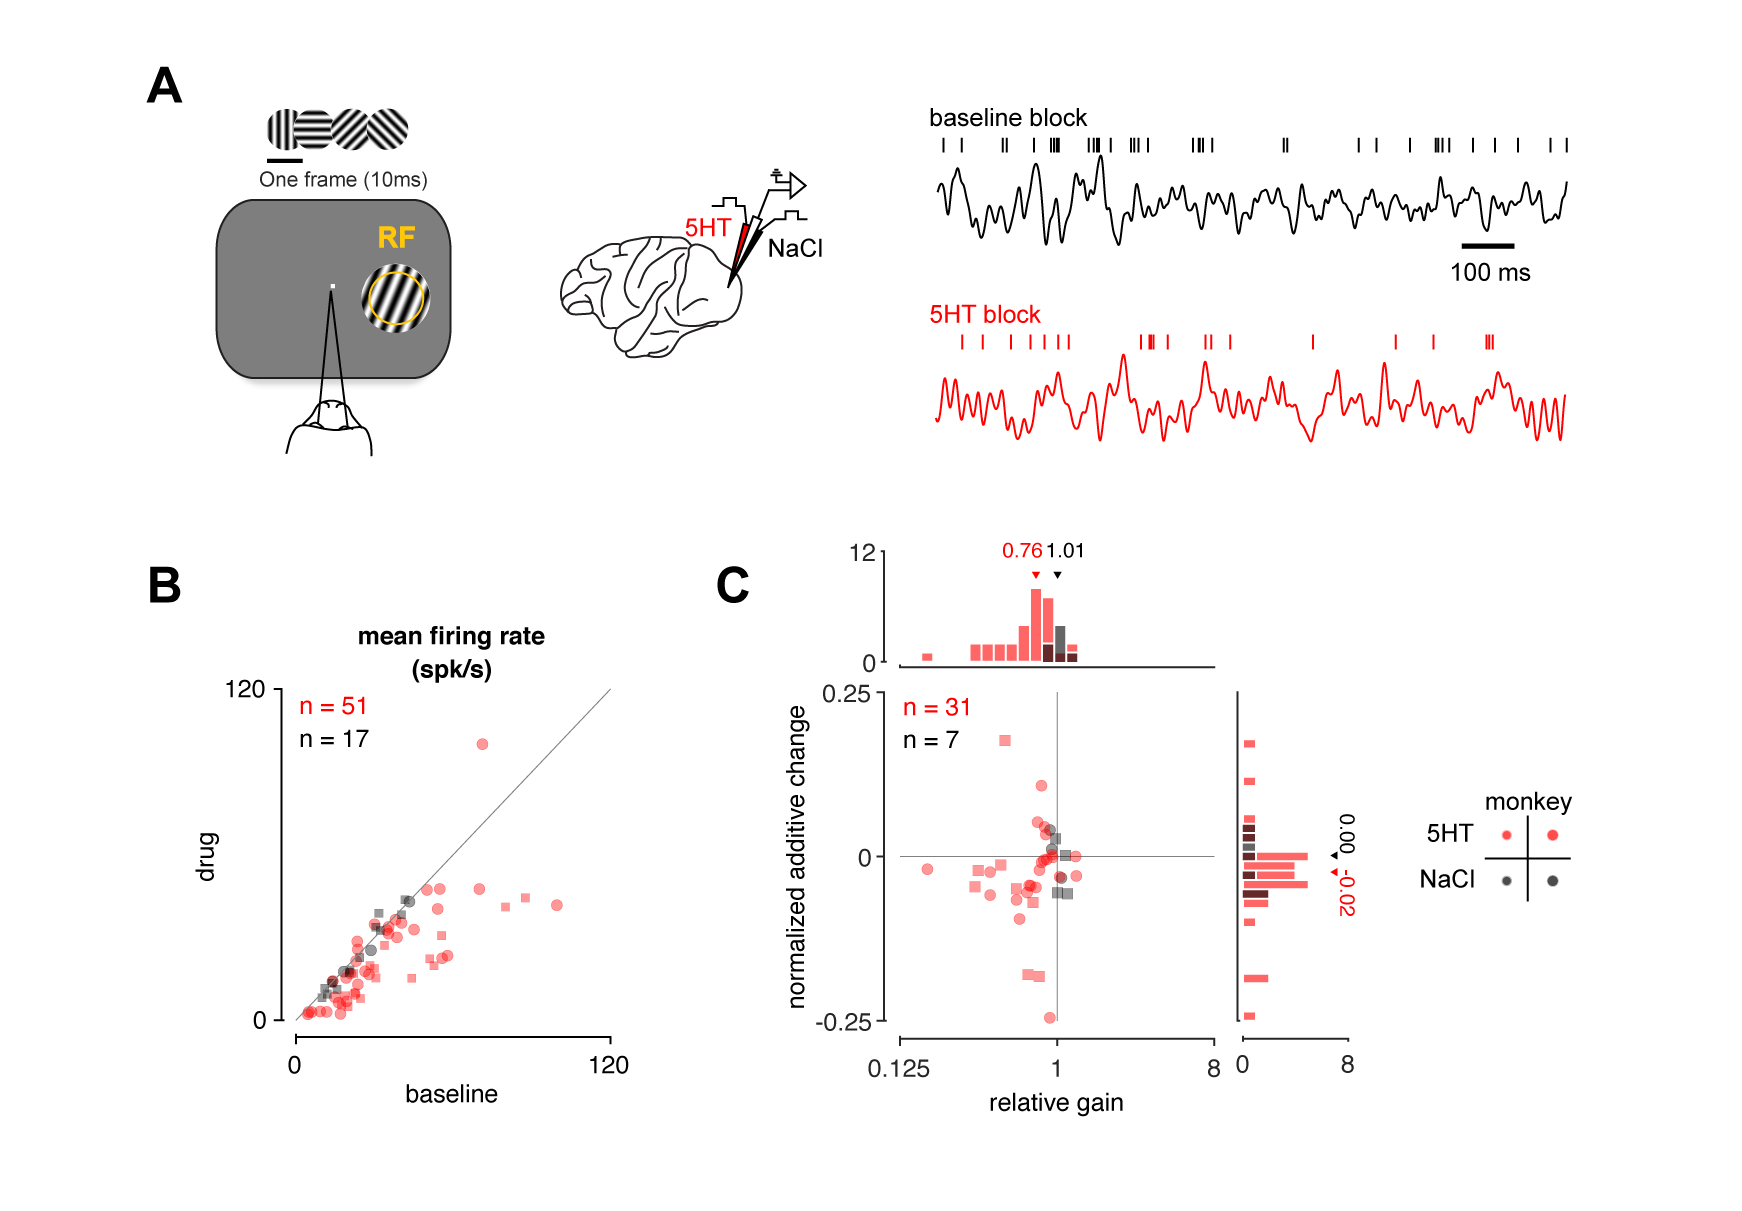 A
One frame (10ms)
RF
5HT
NaCl
baseline block
100 ms
5HT block
B
mean firing rate
(spk/s)
120
n = 51
n = 17
drug
0
0
120
baseline
C
12
0.76
1.01
0
0.25
n = 31
n = 7
normalized additive change
0
-0.25
0.125
1
8
relative gain
0.00
-0.02
0
8
monkey
5HT
NaCl